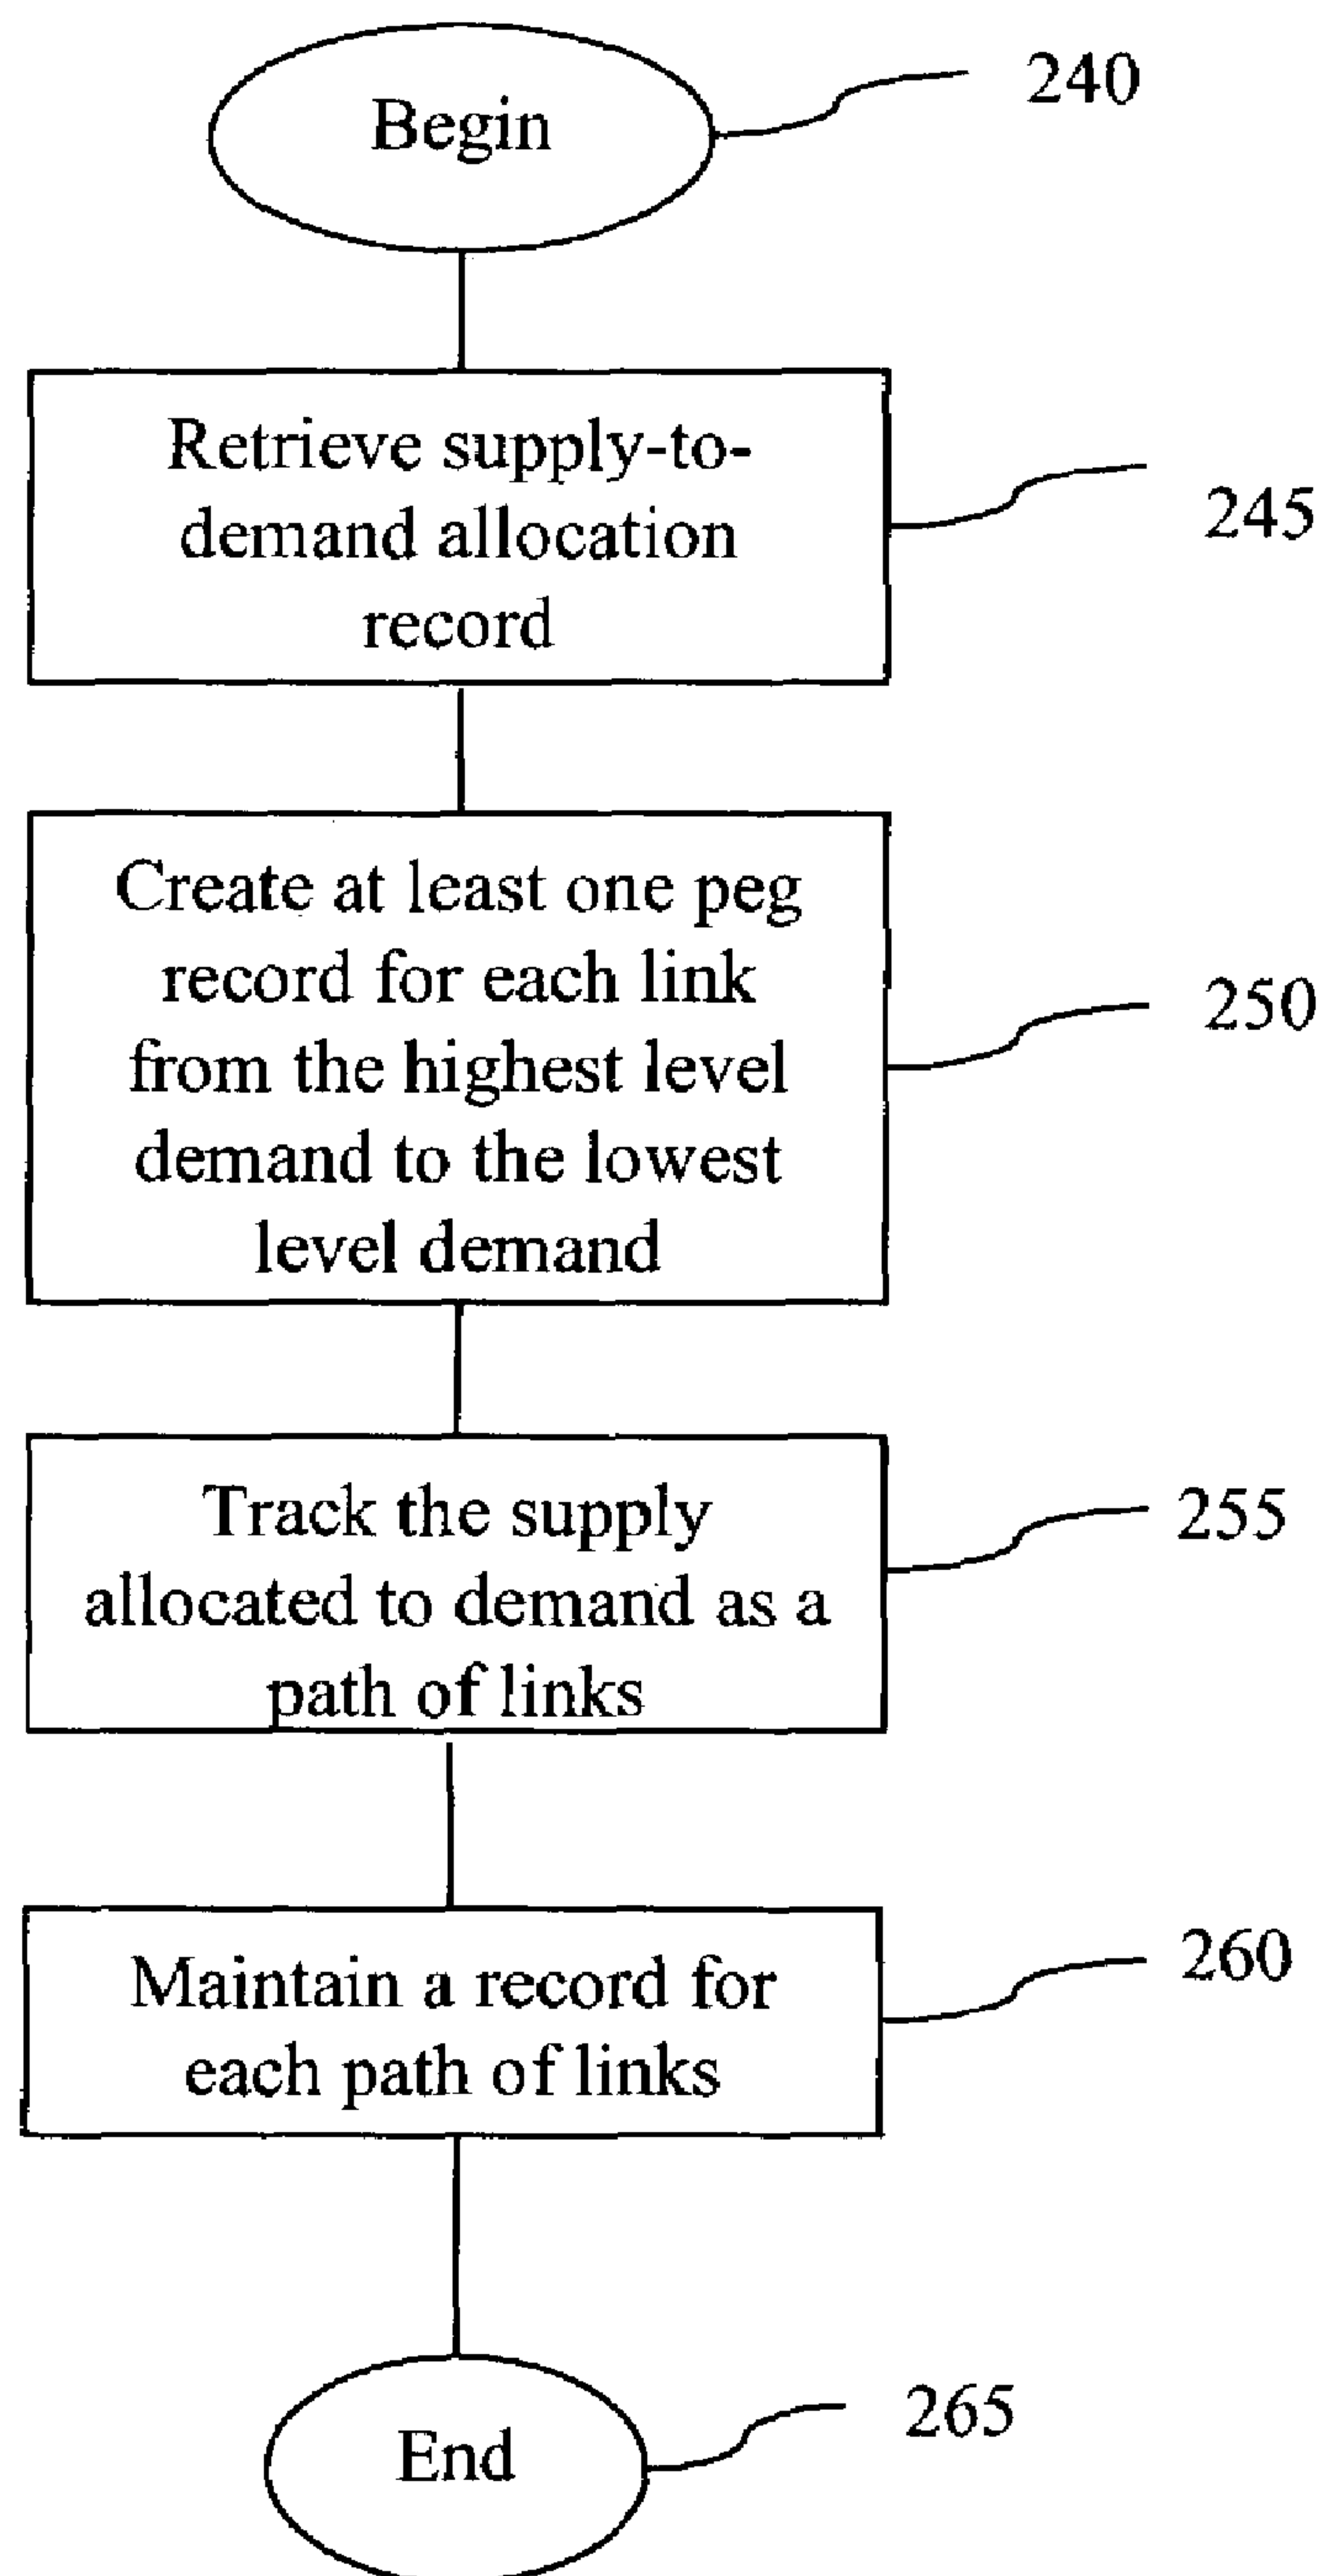 Begin
240
Retrieve supply-to-
demand allocation
record
245
Create at least one peg
record for each link
from the highest level
demand to the lowest
level demand
250
Track the supply
allocated to demand as a
path of links
255
Maintain a record for
each path of links
260
End
265